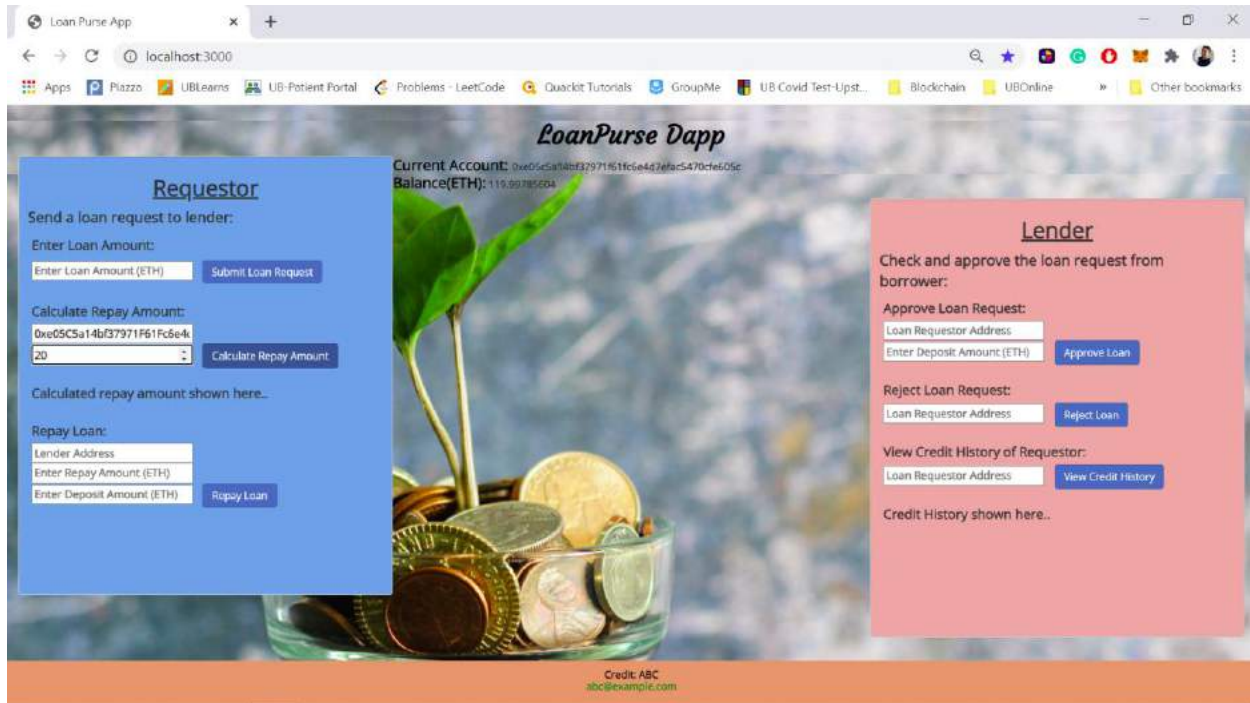 Loan Purse App
localhost:3000
Apps Piazza UBLearns UB-Patient Portal Problems - LeetCode Quackit Tutorials GroupMe UB Covid Test-Upst... Blockchain UBOnline » Other bookmarks
LoanPurse Dapp
Current Account:
Balance(ETH): 119.99785604
Requestor
Send a loan request to lender:
Enter Loan Amount:
Enter Loan Amount (ETH) Submit Loan Request
Calculate Repay Amount:
0xe05C5a14bf37971F61Fc6e4
20 Calculate Repay Amount
Calculated repay amount shown here..
Repay Loan:
Lender Address
Enter Repay Amount (ETH)
Enter Deposit Amount (ETH) Repay Loan
Lender
Check and approve the loan request from
borrower:
Approve Loan Request:
Loan Requestor Address
Enter Deposit Amount (ETH) Approve Loan
Reject Loan Request:
Loan Requestor Address Reject Loan
View Credit History of Requestor:
Loan Requestor Address View Credit History
Credit History shown here..
Credit: ABC
abc@example.com